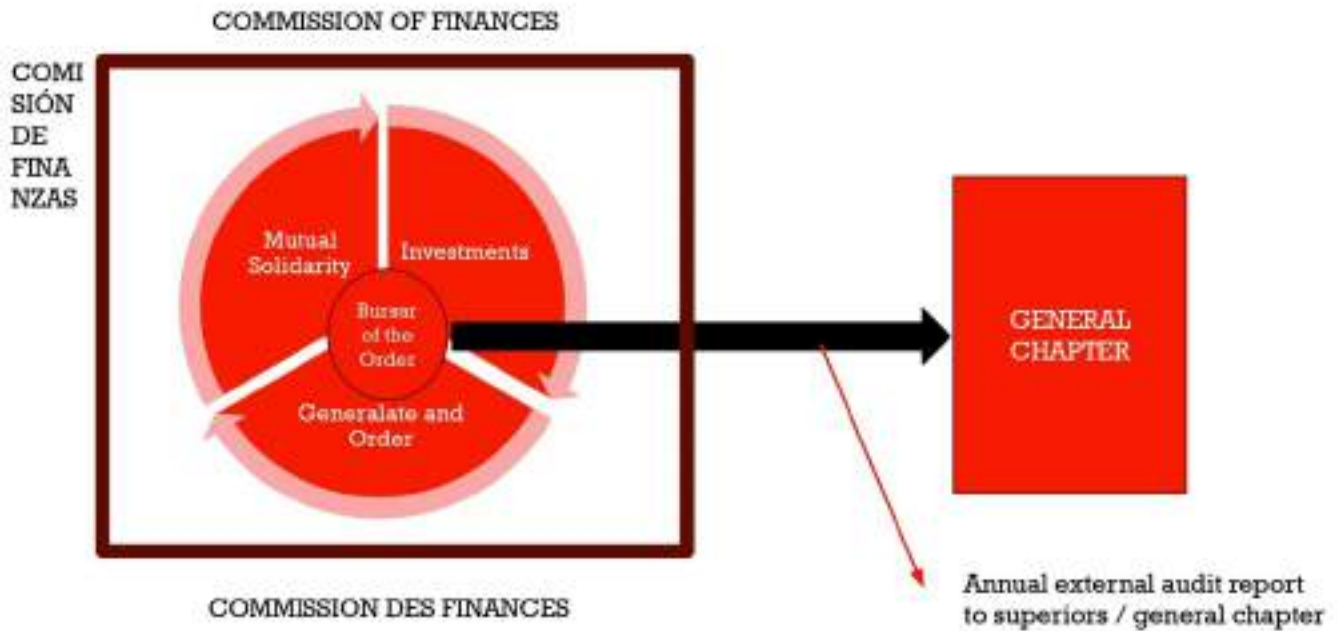 COMMISSION OF FINANCES
COMI
SIÓN
DE
FINA
NZAS
Mutual
Solidarity
Investments
Bursar
of the
Order
Generalate and
Order
GENERAL
CHAPTER
COMMISSION DES FINANCES
Annual external audit report
to superiors / general chapter